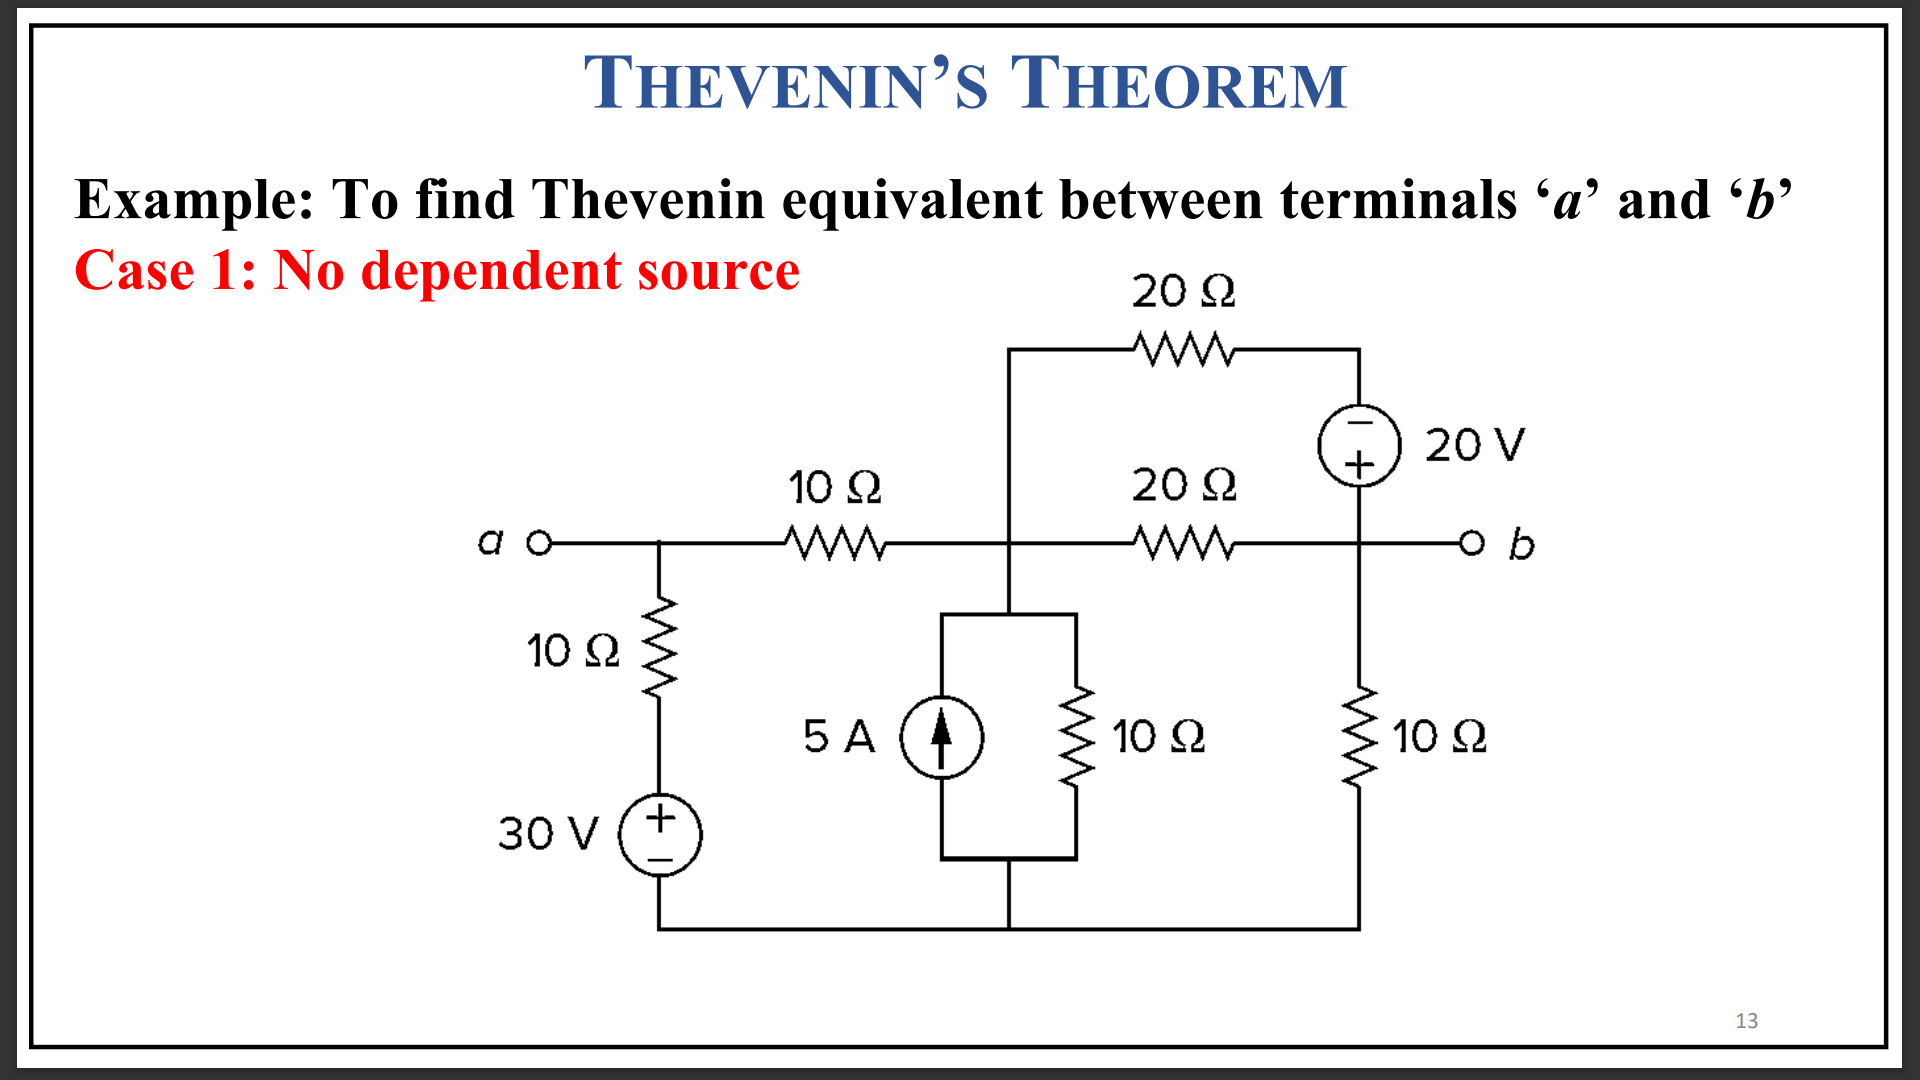 THEVENIN’S THEOREM
Example: To find Thevenin equivalent between terminals ‘a’ and ‘b’
Case 1: No dependent source
20 Ω
20 V
10 Ω
20 Ω
a
b
10 Ω
5 A
10 Ω
10 Ω
30 V
13